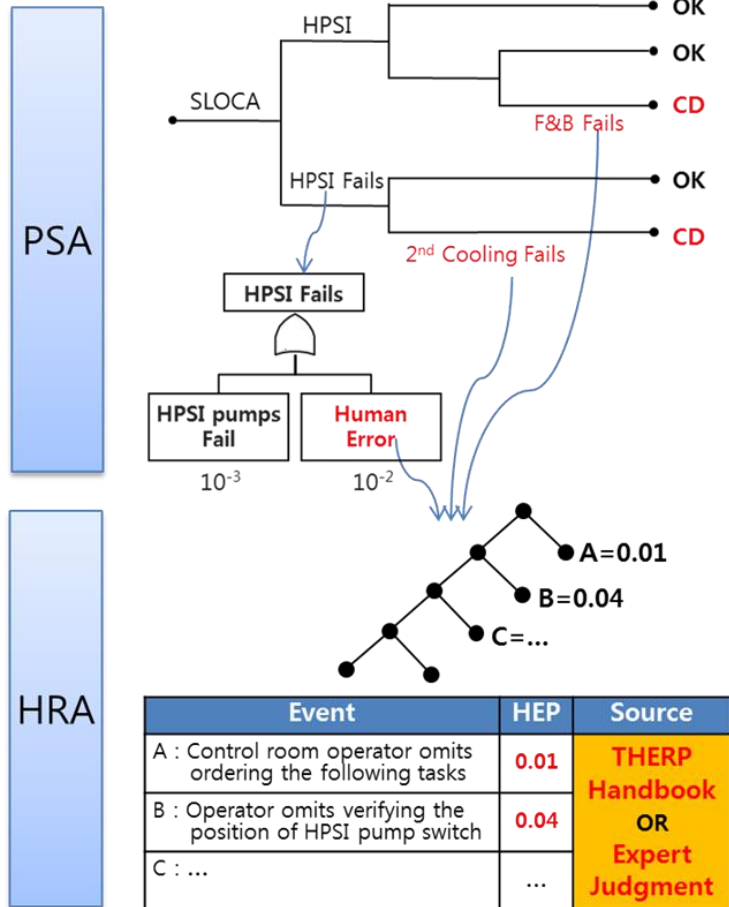 PSA
SLOCA
HPSI
OK
OK
CD
F&B Fails
HPSI Fails
OK
CD
2nd Cooling Fails
HPSI Fails
HPSI pumps
Fail
Human
Error
10-3
10-2
HRA
A=0.01
B=0.04
C=...
Event HEP Source
A : Control room operator omits
ordering the following tasks
0.01
B : Operator omits verifying the
position of HPSI pump switch
0.04
C : ...
...
THERP
Handbook
OR
Expert
Judgment